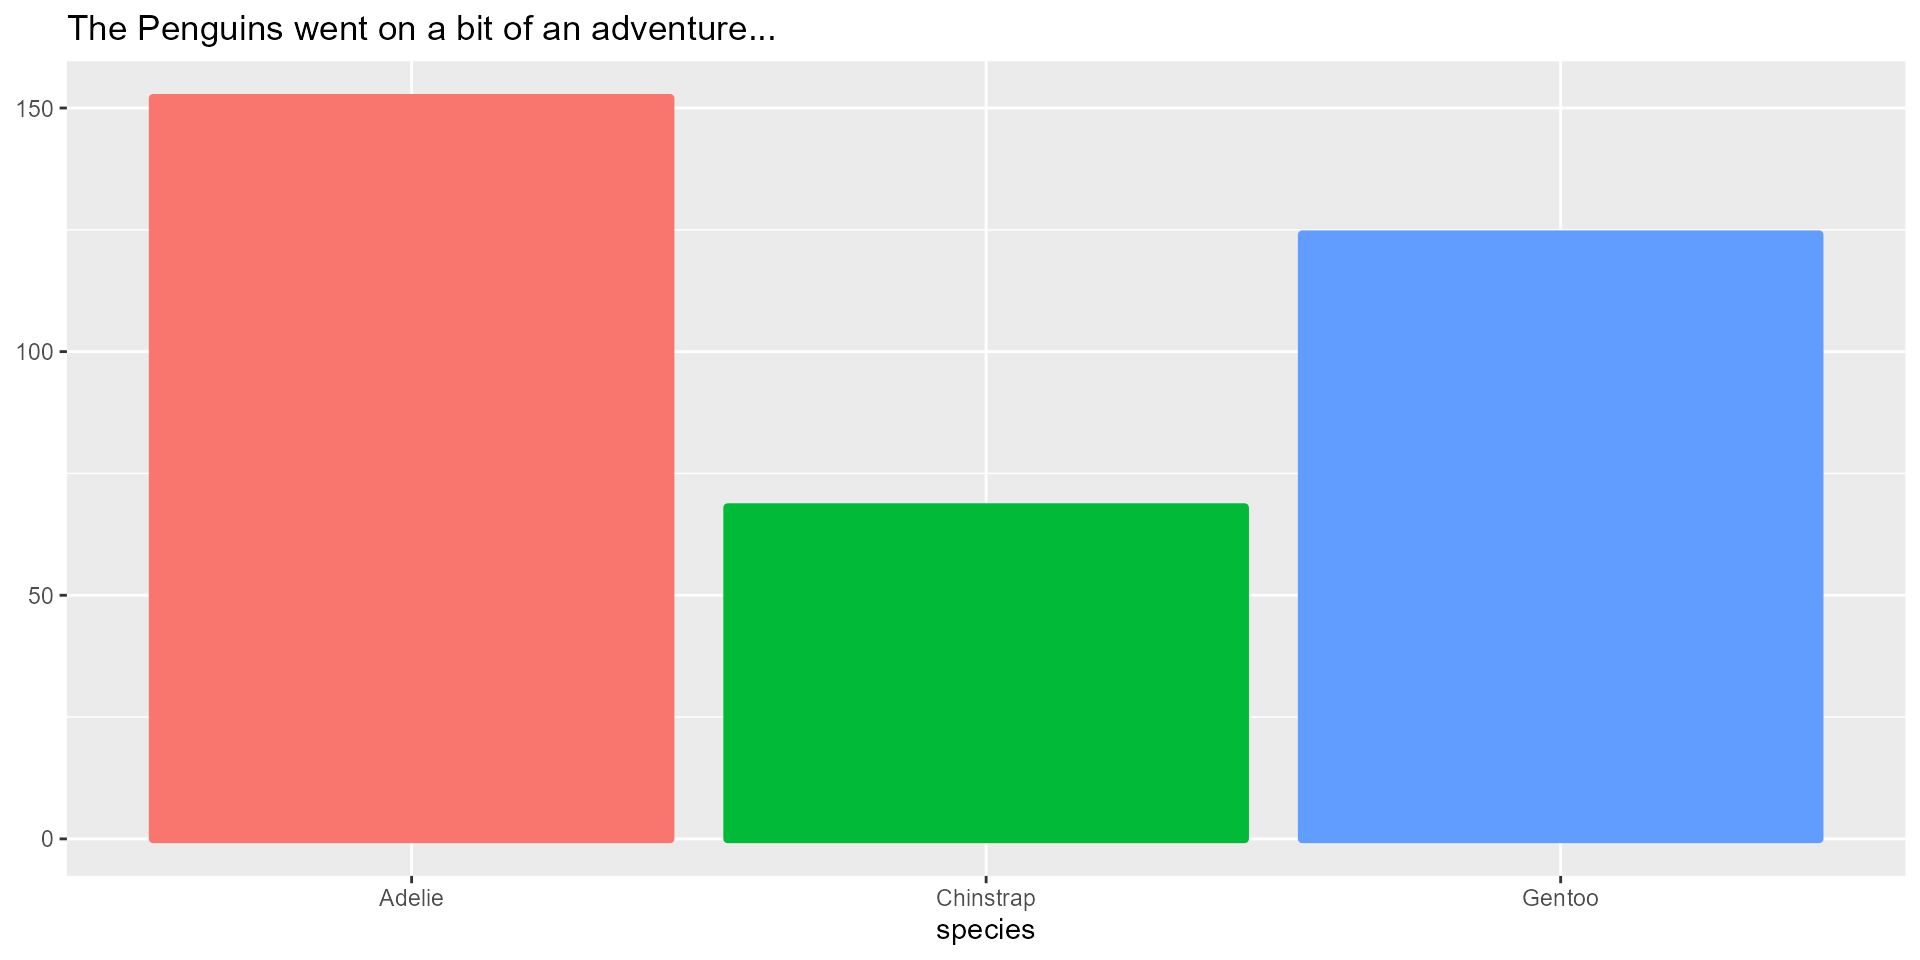 The Penguins went on a bit of an adventure...
150
100
50
0
Adelie Chinstrap Gentoo
species